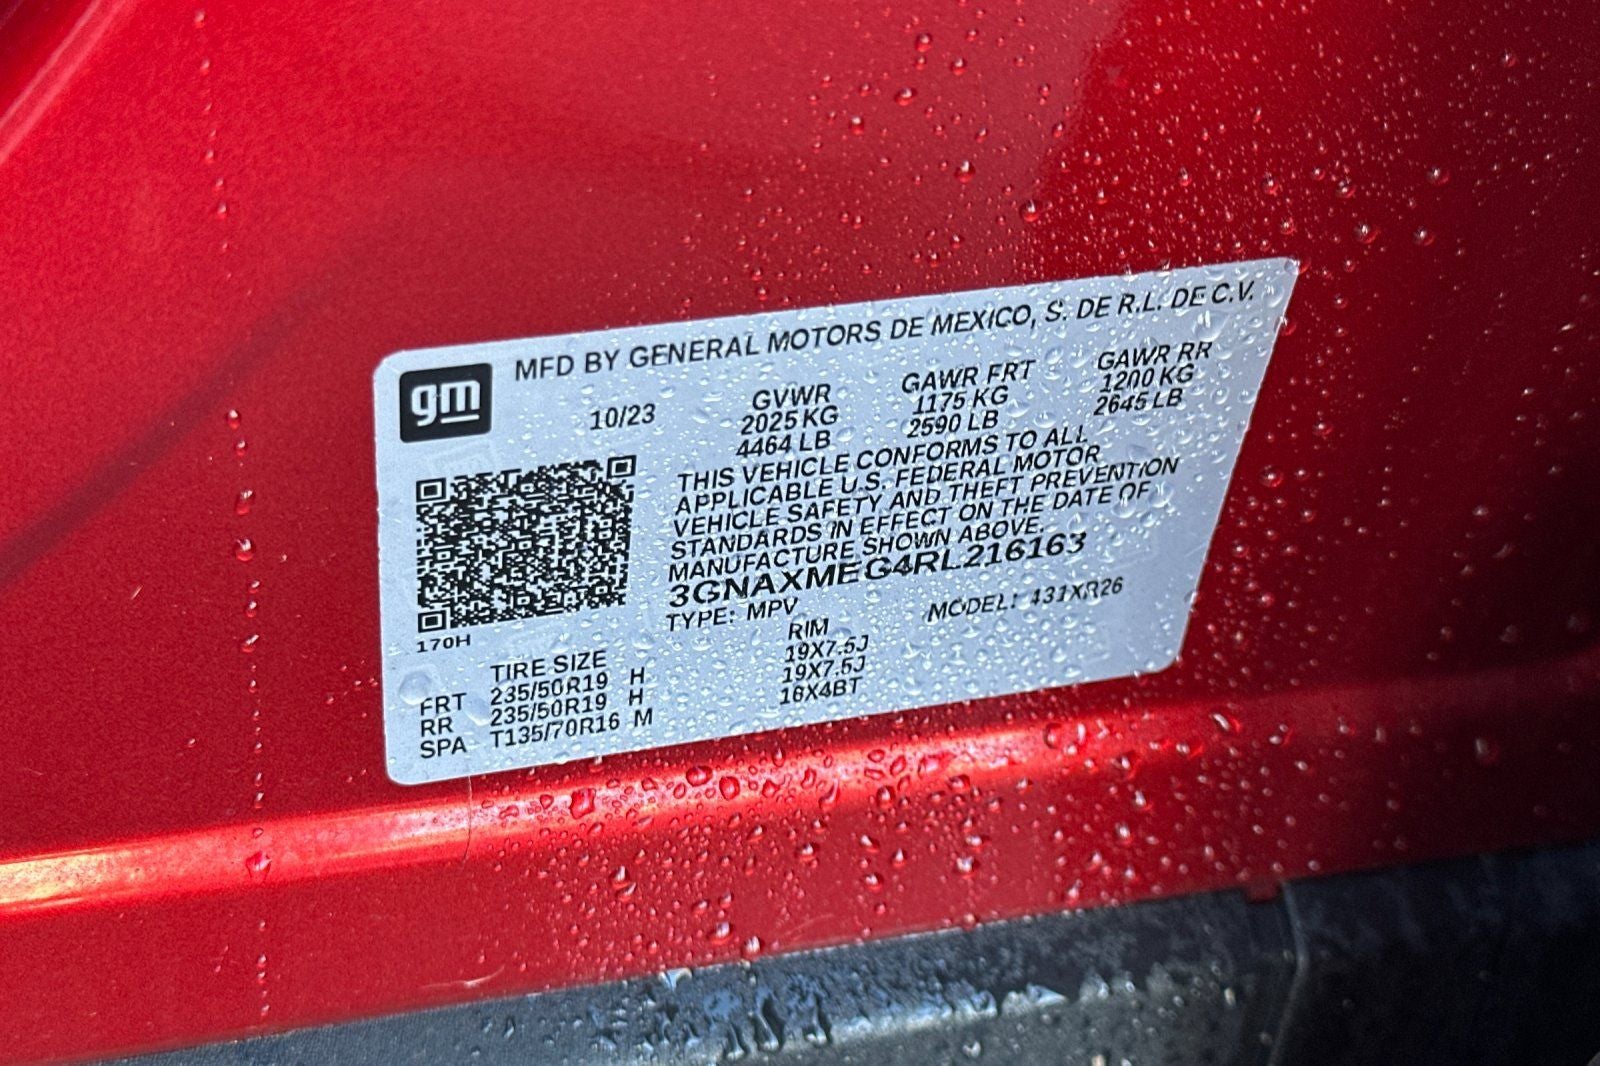 gm
MFD BY GENERAL MOTORS DE MEXICO, S. DE R.L. DE C.V.
10/23 GVWR GAWR FRT GAWR RR
2025 KG 1175 KG 1200 KG
4464 LB 2590 LB 2645 LB
THIS VEHICLE CONFORMS TO ALL
APPLICABLE U.S. FEDERAL MOTOR
VEHICLE SAFETY AND THEFT PREVENTION
STANDARDS IN EFFECT ON THE DATE OF
MANUFACTURE SHOWN ABOVE.
3GNAXMEG4RL216163
TYPE: MPV MODEL: 131XR26
170H
TIRE SIZE RIM
FRT 235/50R19 H 19X7.5J
RR 235/50R19 H 19X7.5J
SPA T135/70R16 M 16X4BT